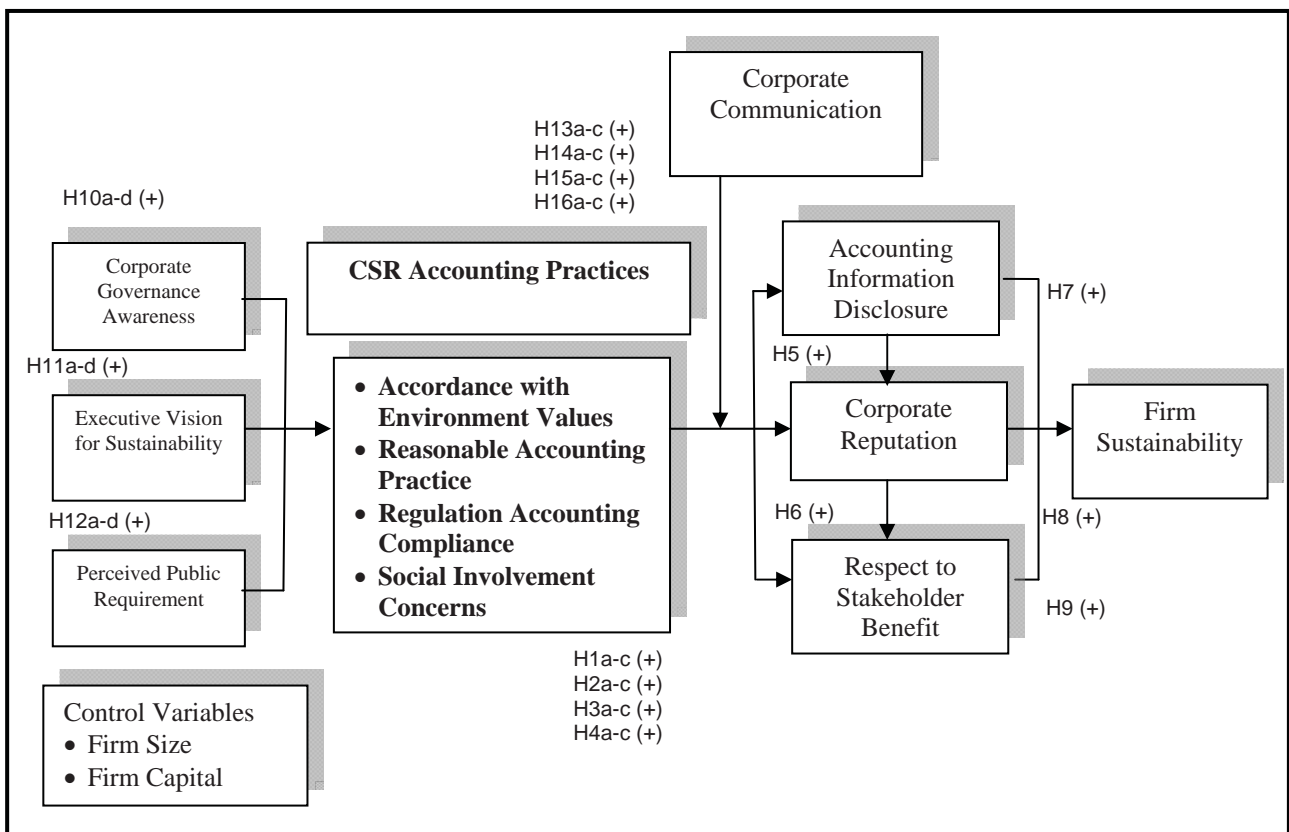 Corporate
Communication
H13a-c (+)
H14a-c (+)
H15a-c (+)
H16a-c (+)
H10a-d (+)
Corporate
Governance
Awareness
H11a-d (+)
Executive Vision
for Sustainability
H12a-d (+)
Perceived Public
Requirement
Control Variables
• Firm Size
• Firm Capital
CSR Accounting Practices
• Accordance with
Environment Values
• Reasonable Accounting
Practice
• Regulation Accounting
Compliance
• Social Involvement
Concerns
H1a-c (+)
H2a-c (+)
H3a-c (+)
H4a-c (+)
Accounting
Information
Disclosure
H5 (+)
Corporate
Reputation
H6 (+)
Respect to
Stakeholder
Benefit
H7 (+)
H8 (+)
H9 (+)
Firm
Sustainability